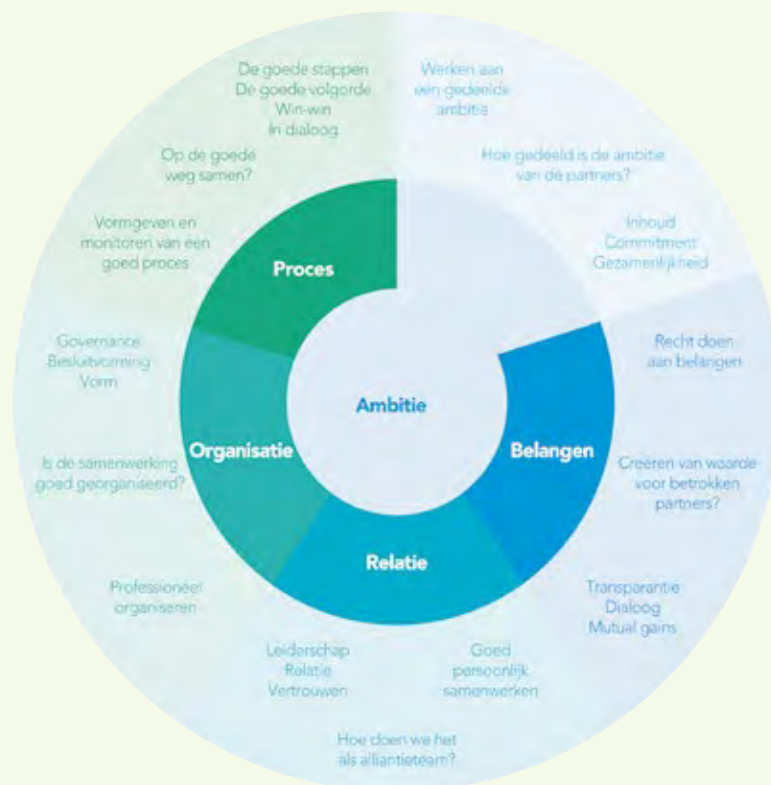 De goede stappen
De goede volgorde
Win-win
In dialoog
Op de goede
weg samen?
Vormgeven en
monitoren van een
goed proces
Proces
Werken aan
een gedeelde
ambitie
Hoe gedeeld is de ambitie
van de partners?
Inhoud
Commitment
Gezamenlijkheid
Ambitie
Recht doen
aan belangen
Creëren van waarde
voor betrokken
partners?
Transparantie
Dialoog
Mutual gains
Belangen
Goed
persoonlijk
samenwerken
Hoe doen we het
als alliantieteam?
Leiderschap
Relatie
Vertrouwen
Relatie
Professioneel
organiseren
Is de samenwerking
goed georganiseerd?
Governance
Besluitvorming
Vorm
Organisatie